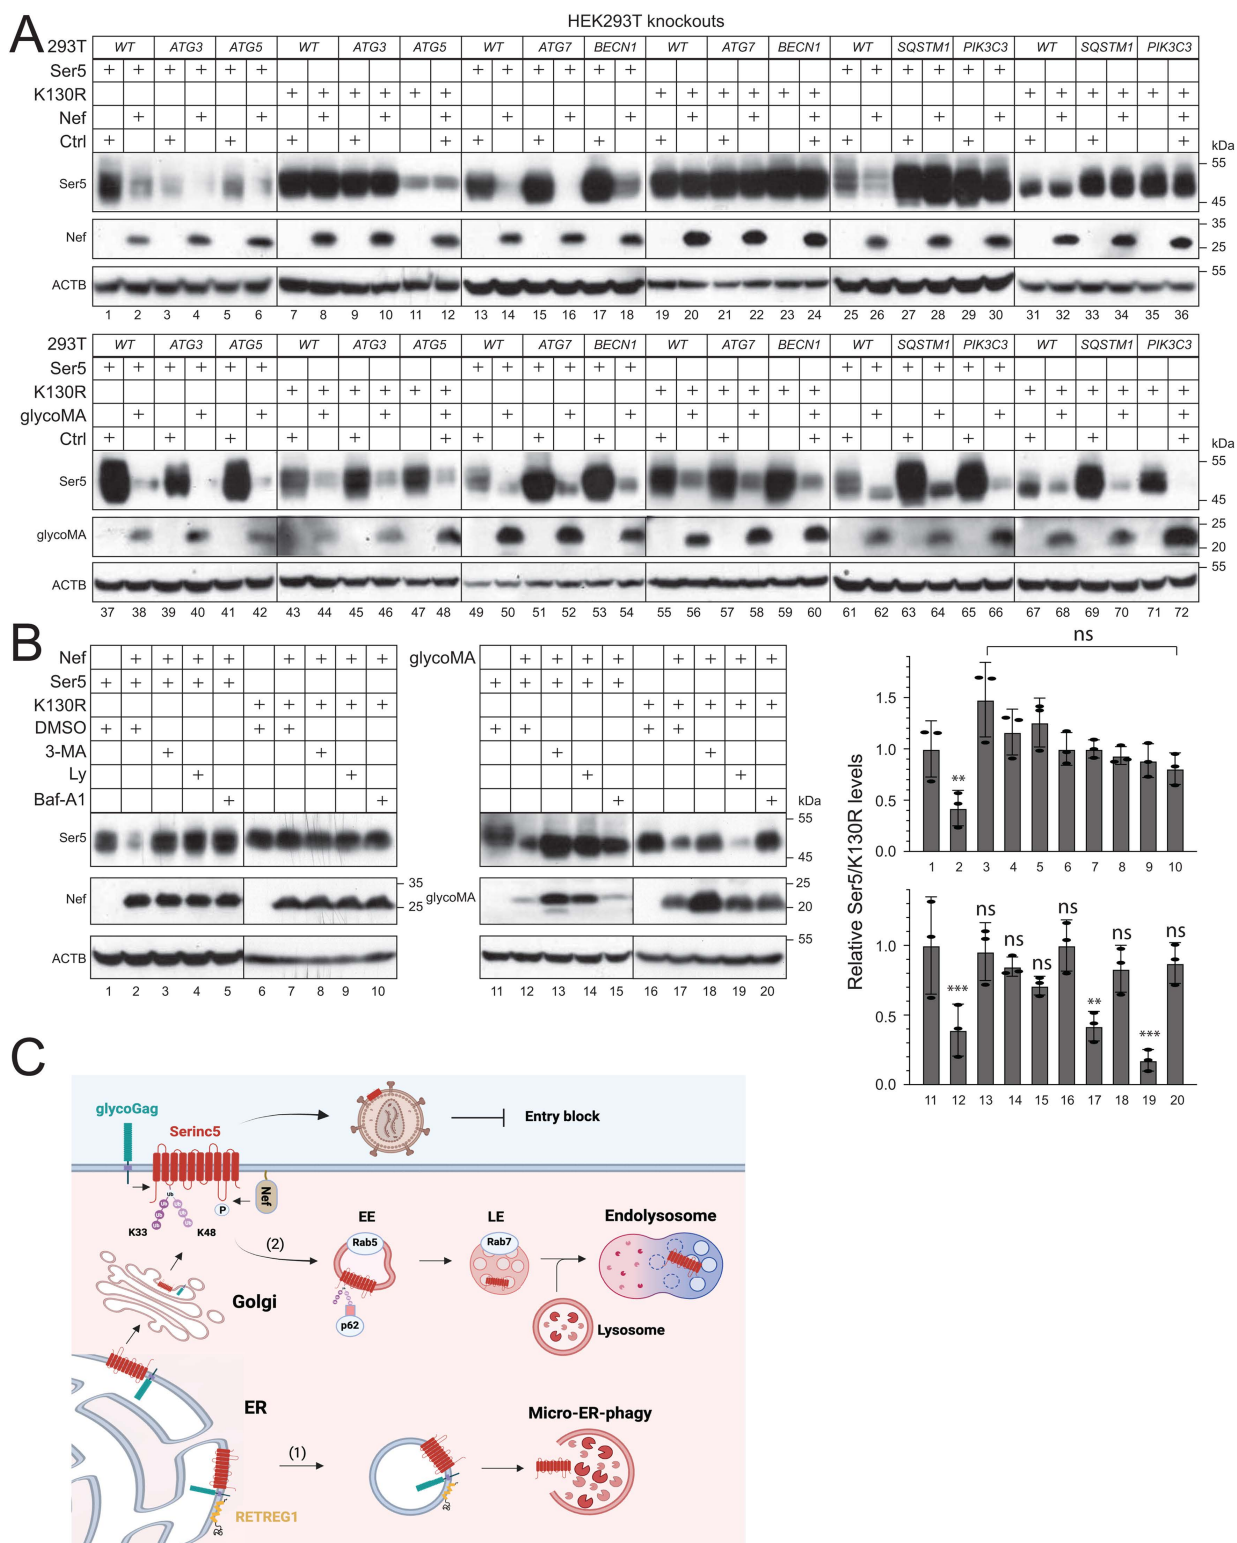 A
HEK293T knockouts
293T WT ATG3 ATG5 WT ATG3 ATG5 WT ATG7 BECN1 WT ATG7 BECN1 WT SQSTM1 PIK3C3 WT SQSTM1 PIK3C3
Ser5 + + + + + + + + + + + + + + + + + +
K130R + + + + + + + + + + + + + + + + + +
Nef + + + + + + + + + + + + + + + + + +
Ctrl + + + + + + + + + + + + + + + + + +
kDa
Ser5 55 45
Nef 35 25
ACTB 55
1 2 3 4 5 6 7 8 9 10 11 12 13 14 15 16 17 18 19 20 21 22 23 24 25 26 27 28 29 30 31 32 33 34 35 36
293T WT ATG3 ATG5 WT ATG3 ATG5 WT ATG7 BECN1 WT ATG7 BECN1 WT SQSTM1 PIK3C3 WT SQSTM1 PIK3C3
Ser5 + + + + + + + + + + + + + + + + + +
K130R + + + + + + + + + + + + + + + + + +
glycoMA + + + + + + + + + + + + + + + + + +
Ctrl + + + + + + + + + + + + + + + + +
kDa
Ser5 55 45
glycoMA 25 20
ACTB 55
37 38 39 40 41 42 43 44 45 46 47 48 49 50 51 52 53 54 55 56 57 58 59 60 61 62 63 64 65 66 67 68 69 70 71 72
B
Nef + + + + + + + +
Ser5 + + + + +
K130R + + + + +
DMSO + + + +
3-MA + +
Ly + +
Baf-A1 + +
Ser5
Nef 35 25
ACTB
1 2 3 4 5 6 7 8 9 10
glycoMA + + + + + + + +
+ + + + +
+ + + + +
+ + + +
+ +
+ +
+ + kDa
55 45
glycoMA 25 20
55
11 12 13 14 15 16 17 18 19 20
Relative Ser5/K130R levels
ns
1.5
1.0
**
0.5
0.0
1 2 3 4 5 6 7 8 9 10
ns ns ns ns ns ns
1.0
*** ** ***
0.5
0.0
11 12 13 14 15 16 17 18 19 20
C
glycoGag
Serinc5
Entry block
Nef
P
Ub
Ub Ub
Ub Ub
Ub Ub
K33 K48
(2)
EE
Rab5
p62
LE
Rab7
Endolysosome
Lysosome
Golgi
ER
(1)
RETREG1
Micro-ER-phagy